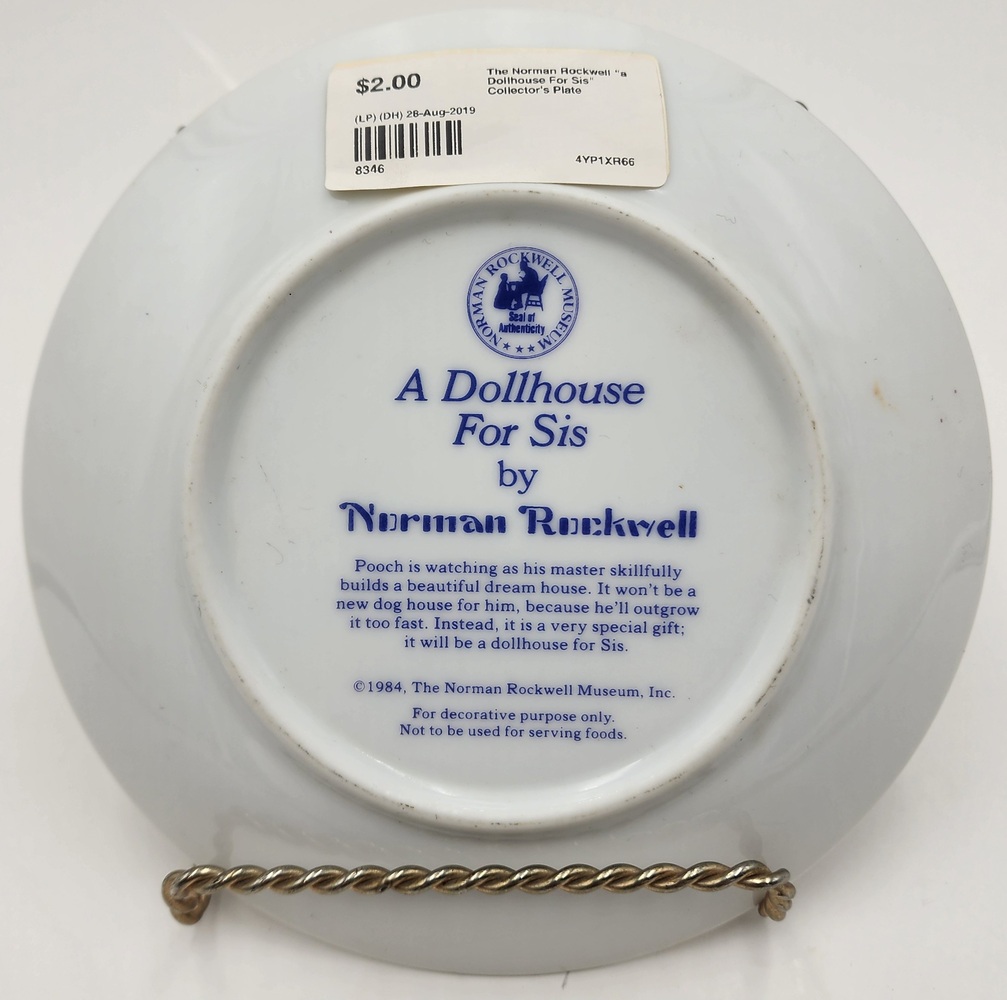 $2.00
The Norman Rockwell "a
Dollhouse For Sis"
Collector's Plate
(LP) (DH) 28-Aug-2019
8346
4YP1XR66
NORMAN ROCKWELL MUSEUM
Seal of
Authenticity
A Dollhouse
For Sis
by
Norman Rockwell
Pooch is watching as his master skillfully
builds a beautiful dream house. It won't be a
new dog house for him, because he'll outgrow
it too fast. Instead, it is a very special gift;
it will be a dollhouse for Sis.
©1984, The Norman Rockwell Museum, Inc.
For decorative purpose only.
Not to be used for serving foods.